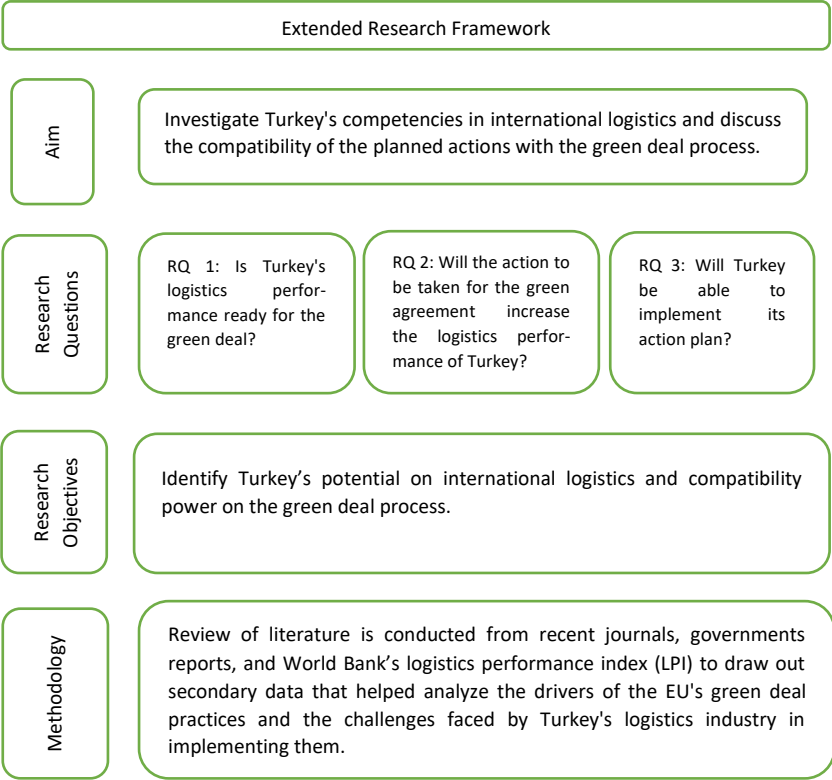 Extended Research Framework
Aim
Investigate Turkey's competencies in international logistics and discuss
the compatibility of the planned actions with the green deal process.
Research
Questions
RQ 1: Is Turkey's
logistics perfor-
mance ready for the
green deal?
RQ 2: Will the action to
be taken for the green
agreement increase
the logistics perfor-
mance of Turkey?
RQ 3: Will Turkey
be able to
implement its
action plan?
Research
Objectives
Identify Turkey’s potential on international logistics and compatibility
power on the green deal process.
Methodology
Review of literature is conducted from recent journals, governments
reports, and World Bank’s logistics performance index (LPI) to draw out
secondary data that helped analyze the drivers of the EU's green deal
practices and the challenges faced by Turkey's logistics industry in
implementing them.